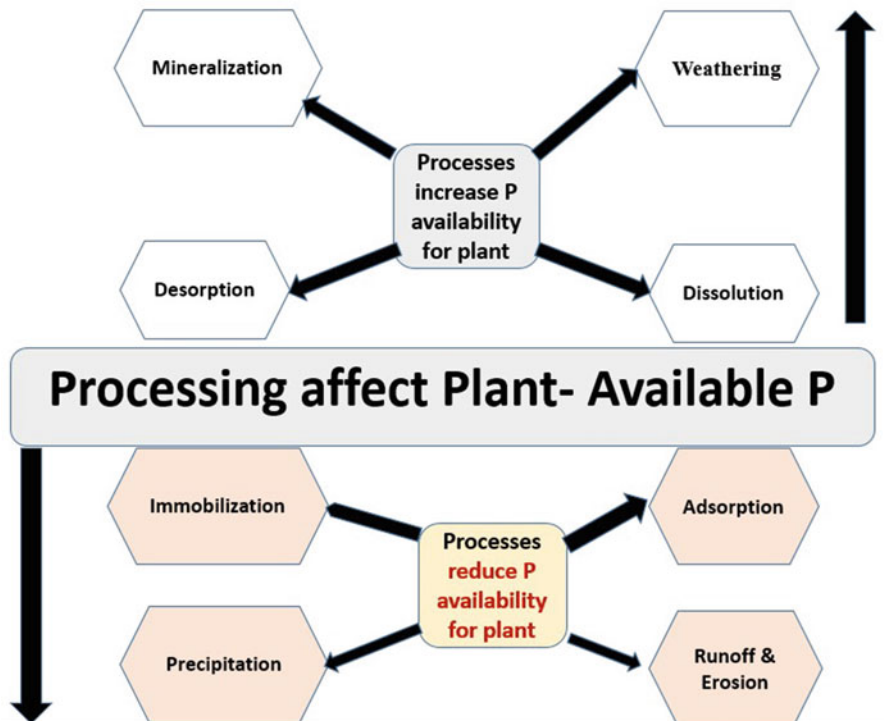 Mineralization
Weathering
Processes
increase P
availability
for plant
Desorption
Dissolution
Processing affect Plant- Available P
Immobilization
Adsorption
Processes
reduce P
availability
for plant
Precipitation
Runoff &
Erosion